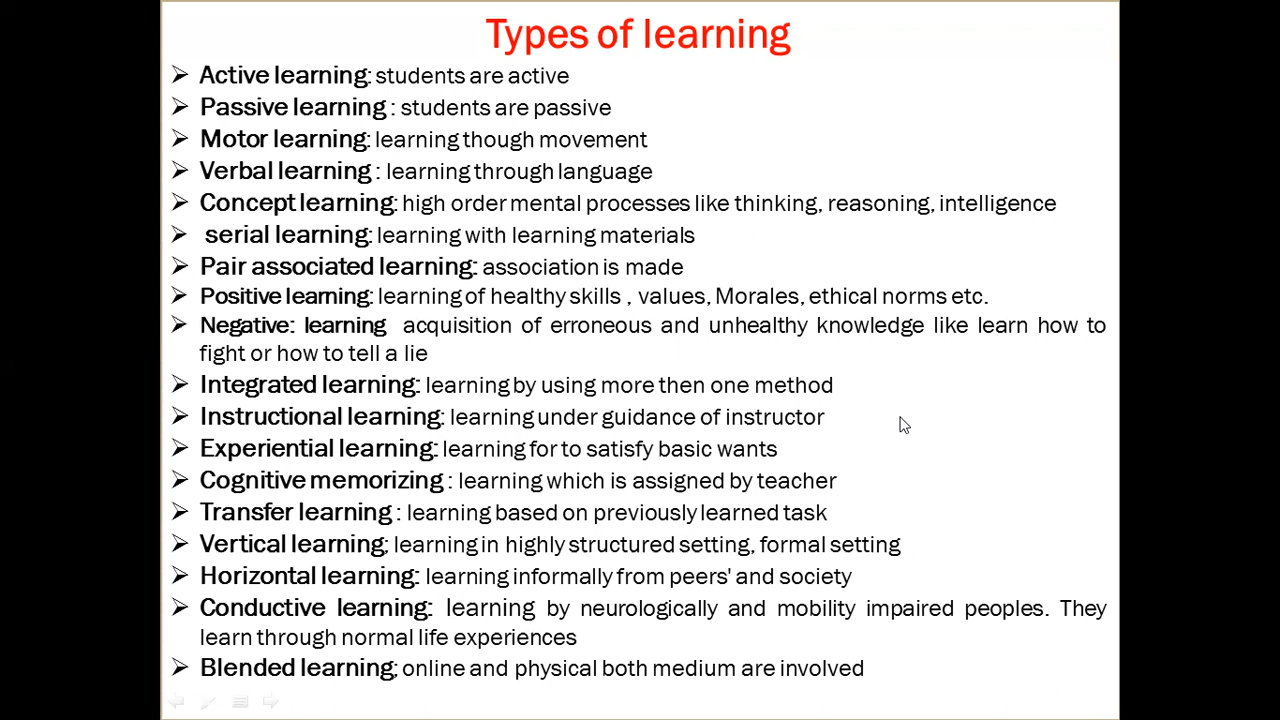 Types of learning
➢ Active learning: students are active
➢ Passive learning : students are passive
➢ Motor learning: learning though movement
➢ Verbal learning : learning through language
➢ Concept learning: high order mental processes like thinking, reasoning, intelligence
➢ serial learning: learning with learning materials
➢ Pair associated learning: association is made
➢ Positive learning: learning of healthy skills , values, Morales, ethical norms etc.
➢ Negative: learning acquisition of erroneous and unhealthy knowledge like learn how to
fight or how to tell a lie
➢ Integrated learning: learning by using more then one method
➢ Instructional learning: learning under guidance of instructor
➢ Experiential learning: learning for to satisfy basic wants
➢ Cognitive memorizing : learning which is assigned by teacher
➢ Transfer learning : learning based on previously learned task
➢ Vertical learning; learning in highly structured setting, formal setting
➢ Horizontal learning: learning informally from peers' and society
➢ Conductive learning: learning by neurologically and mobility impaired peoples. They
learn through normal life experiences
➢ Blended learning; online and physical both medium are involved